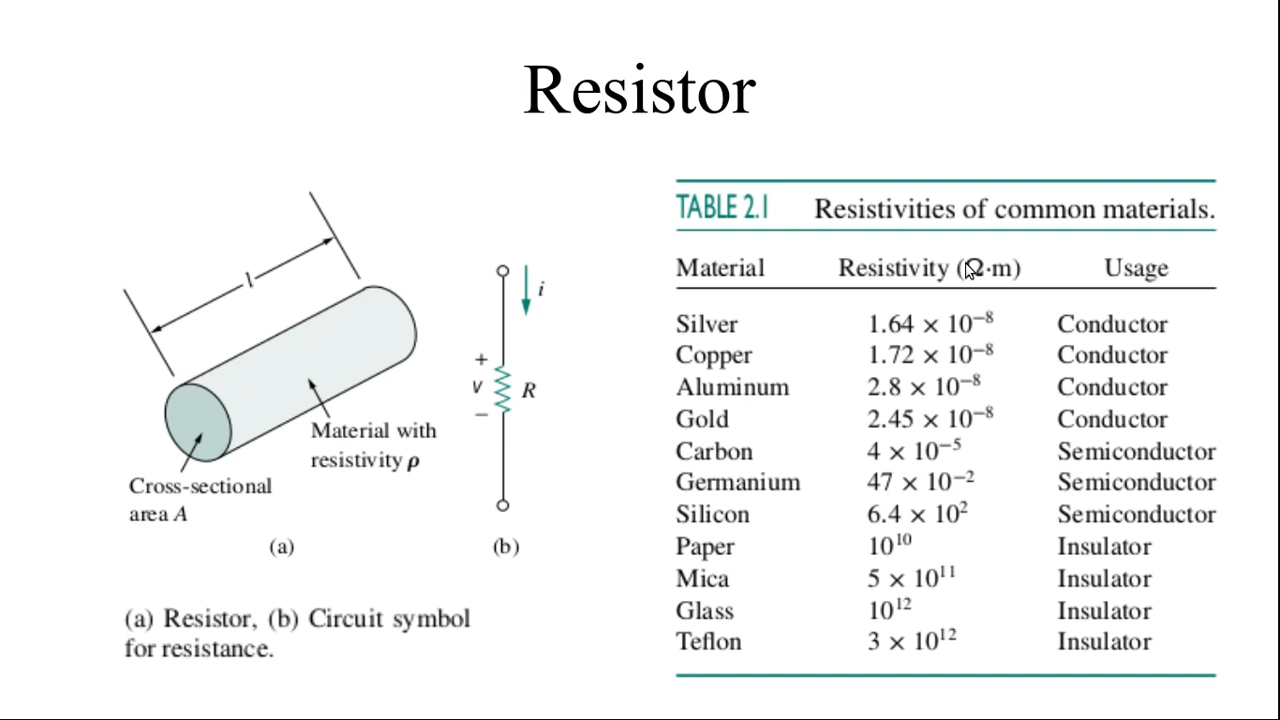 Resistor
l
Material with
resistivity ρ
Cross-sectional
area A
(a)
i
+
v
R
−
(b)
(a) Resistor, (b) Circuit symbol
for resistance.
TABLE 2.1 Resistivities of common materials.
Material Resistivity (Ω·m) Usage
Silver 1.64 × 10⁻⁸ Conductor
Copper 1.72 × 10⁻⁸ Conductor
Aluminum 2.8 × 10⁻⁸ Conductor
Gold 2.45 × 10⁻⁸ Conductor
Carbon 4 × 10⁻⁵ Semiconductor
Germanium 47 × 10⁻² Semiconductor
Silicon 6.4 × 10² Semiconductor
Paper 10¹⁰ Insulator
Mica 5 × 10¹¹ Insulator
Glass 10¹² Insulator
Teflon 3 × 10¹² Insulator